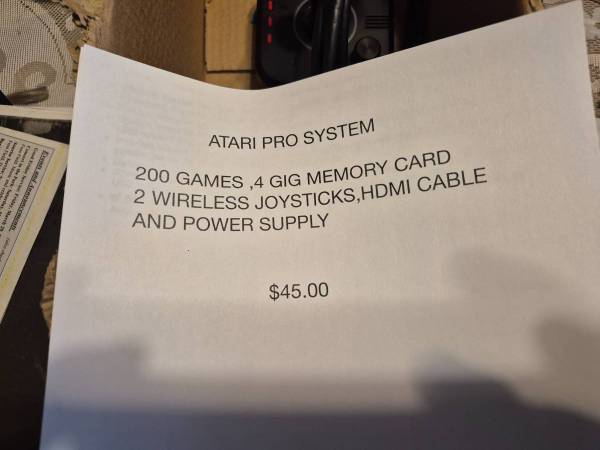 ATARI PRO SYSTEM
200 GAMES ,4 GIG MEMORY CARD
2 WIRELESS JOYSTICKS,HDMI CABLE
AND POWER SUPPLY
$45.00